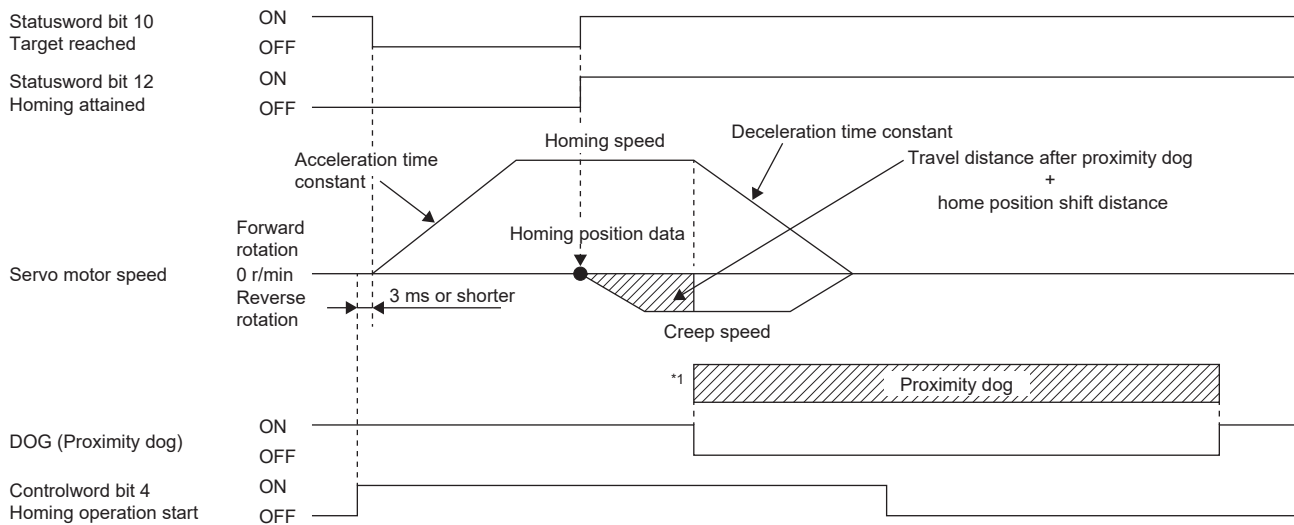 Statusword bit 10
Target reached
ON
OFF
Statusword bit 12
Homing attained
ON
OFF
Homing speed
Deceleration time constant
Acceleration time
constant
Travel distance after proximity dog
+
home position shift distance
Forward
rotation
Homing position data
Servo motor speed
0 r/min
Reverse
rotation
3 ms or shorter
Creep speed
*1
Proximity dog
DOG (Proximity dog)
ON
OFF
Controlword bit 4
Homing operation start
ON
OFF